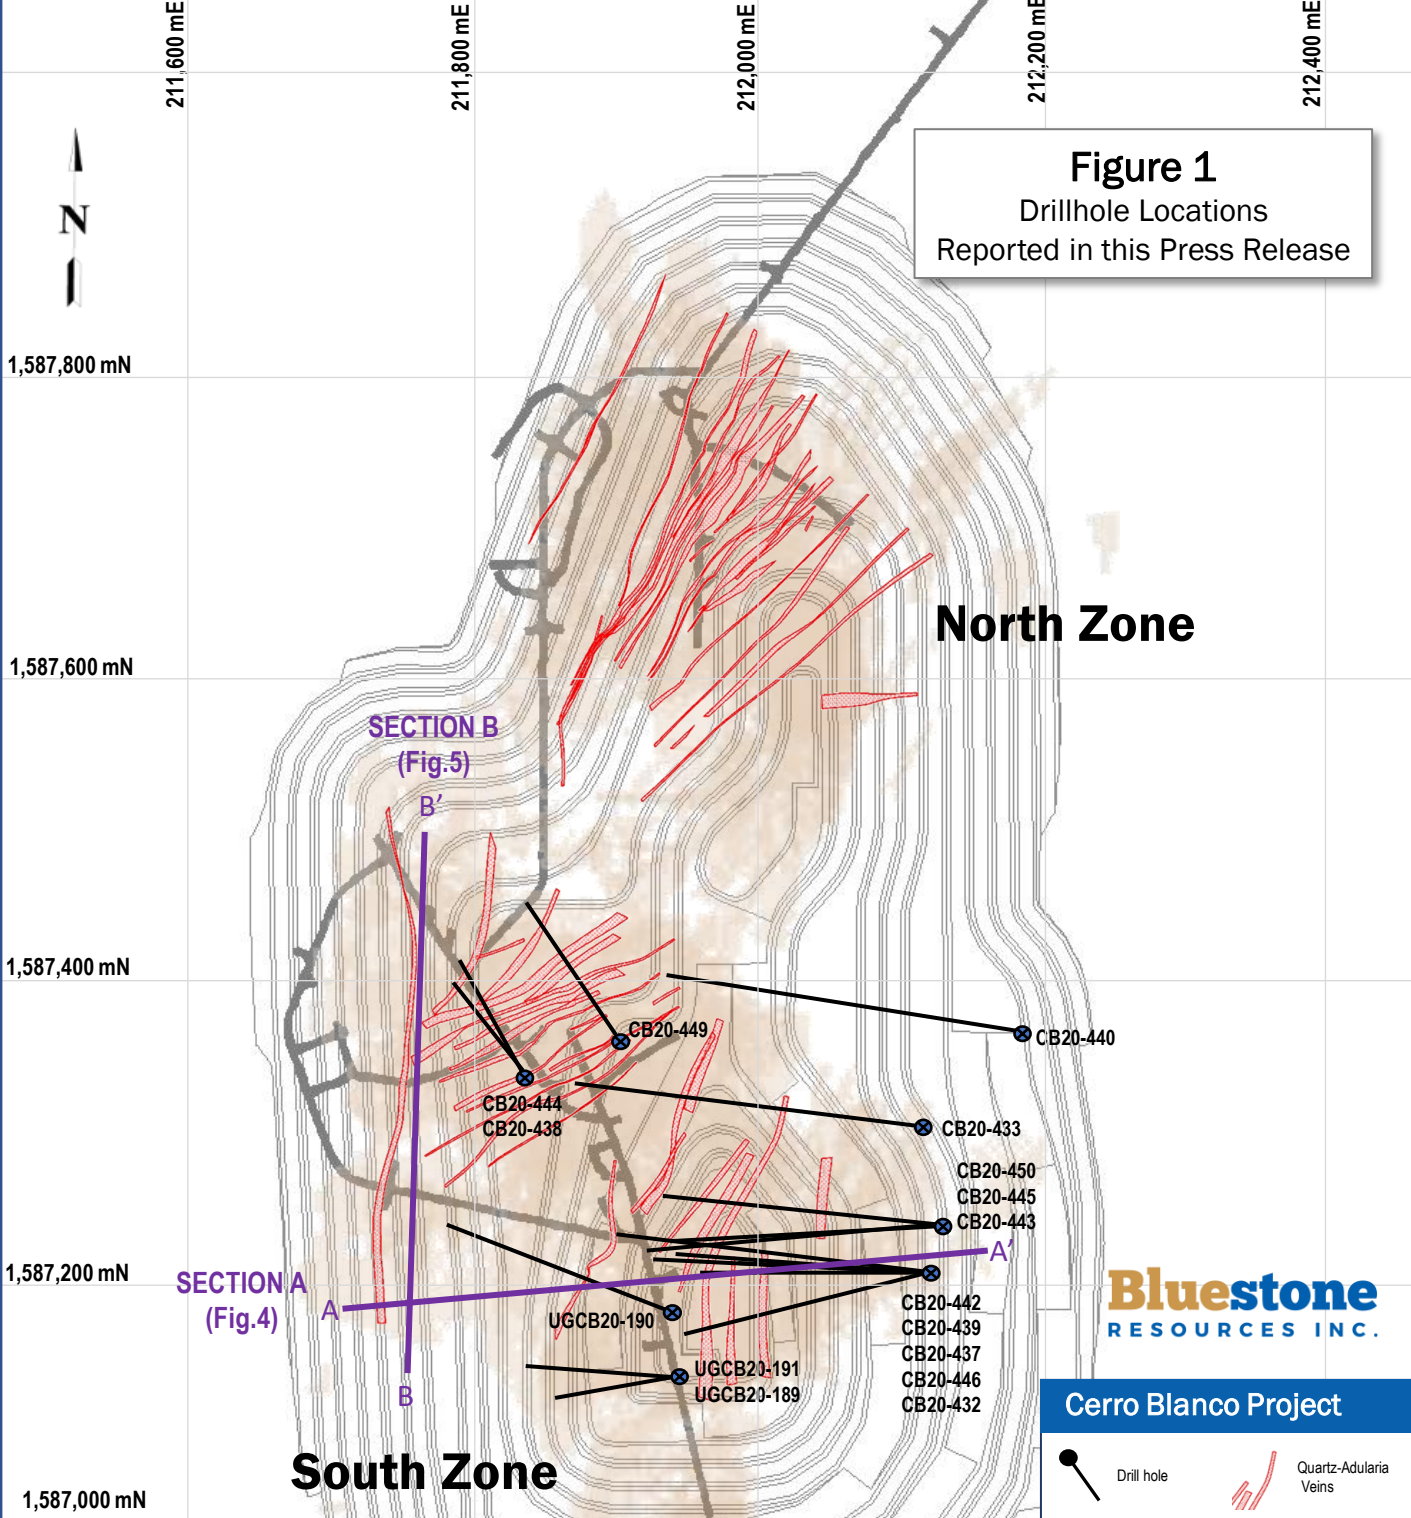 211,600 mE
211,800 mE
212,000 mE
212,200 mE
212,400 mE
Figure 1
Drillhole Locations
Reported in this Press Release
N
1,587,800 mN
North Zone
1,587,600 mN
SECTION B
(Fig.5)
B’
1,587,400 mN
CB20-449
CB20-440
CB20-444
CB20-438
CB20-433
CB20-450
CB20-445
CB20-443
A’
1,587,200 mN
SECTION A
(Fig.4)
A
UGCB20-190
Bluestone
RESOURCES INC.
CB20-442
CB20-439
CB20-437
CB20-446
CB20-432
UGCB20-191
UGCB20-189
B
South Zone
1,587,000 mN
Cerro Blanco Project
Drill hole
Quartz-Adularia
Veins